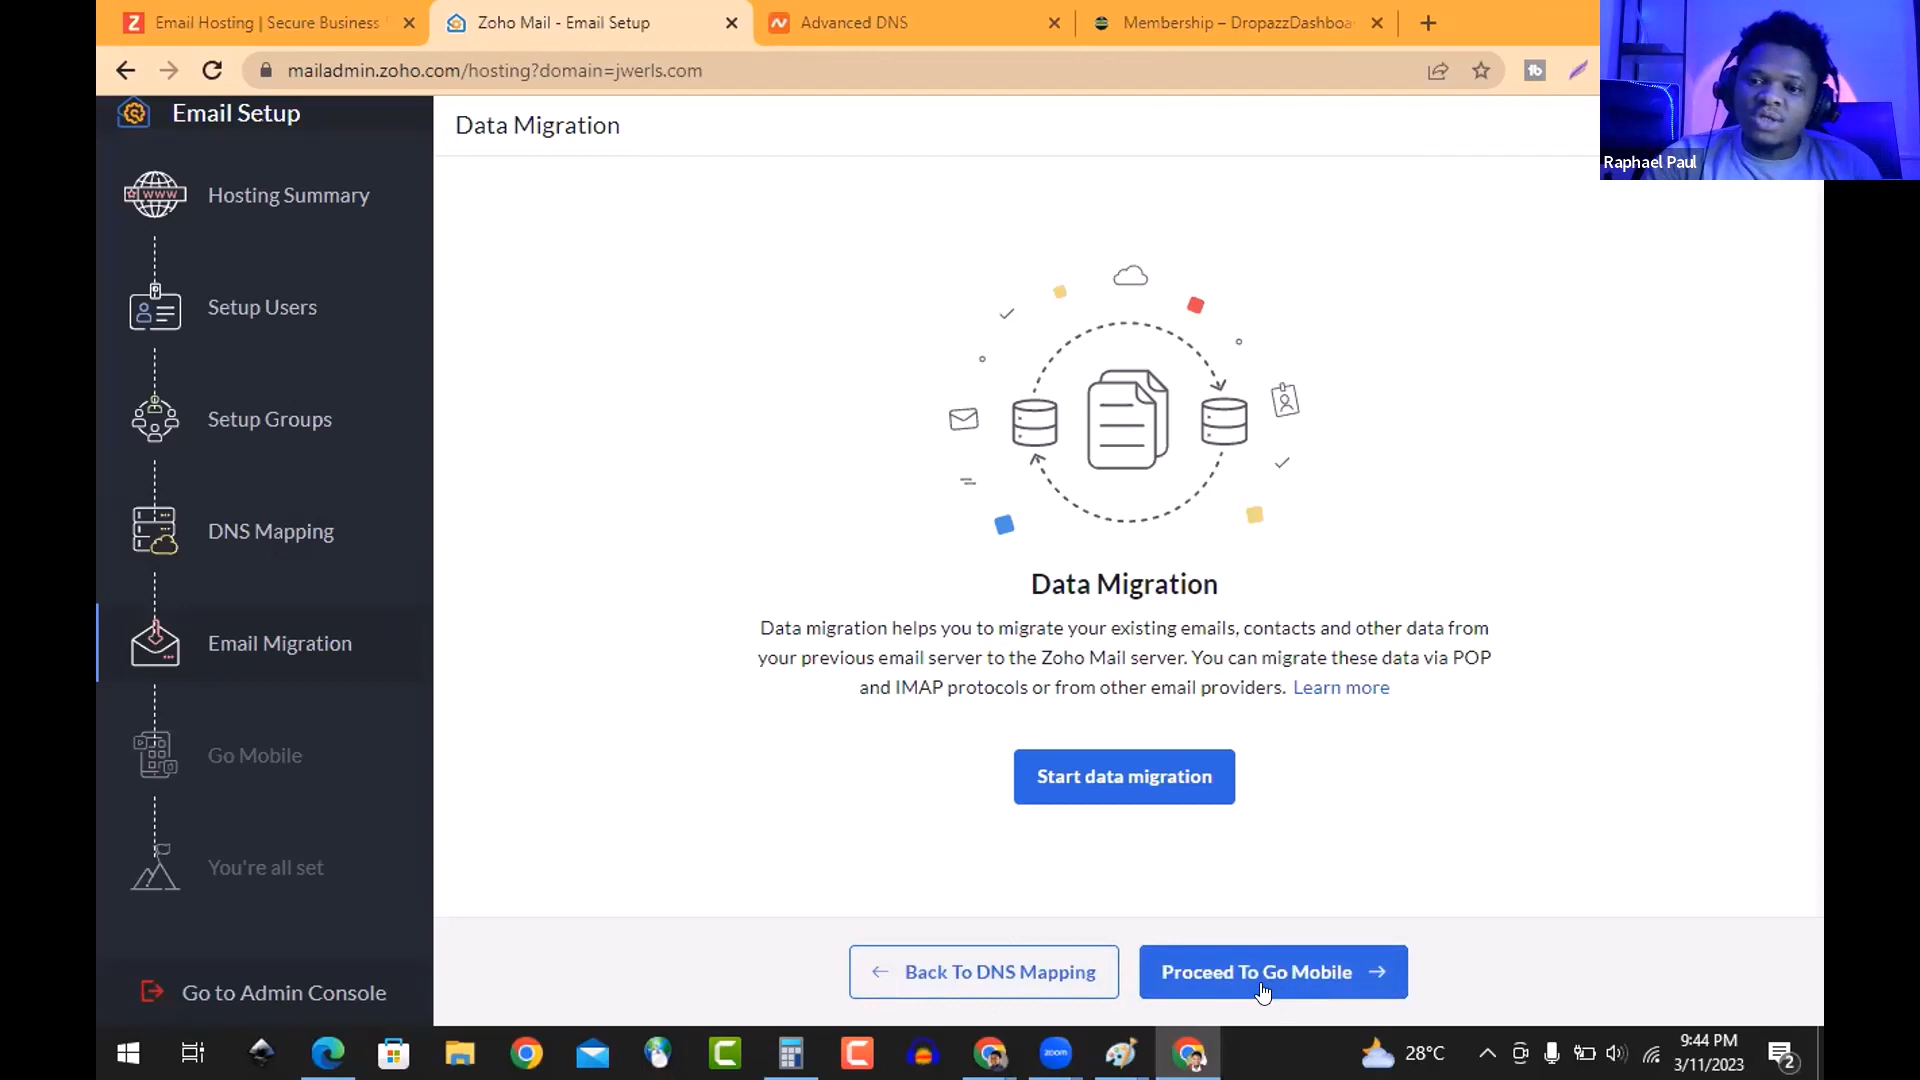 Email Hosting | Secure Business
Zoho Mail - Email Setup
Advanced DNS
Membership – DropazzDashboa
mailadmin.zoho.com/hosting?domain=jwerls.com
Raphael Paul
Email Setup
Data Migration
WWW
Hosting Summary
Setup Users
Setup Groups
DNS Mapping
Email Migration
Go Mobile
You're all set
Go to Admin Console
Data Migration
Data migration helps you to migrate your existing emails, contacts and other data from
your previous email server to the Zoho Mail server. You can migrate these data via POP
and IMAP protocols or from other email providers. Learn more
Start data migration
Back To DNS Mapping
Proceed To Go Mobile
zoom
28°C
9:44 PM
3/11/2023
2